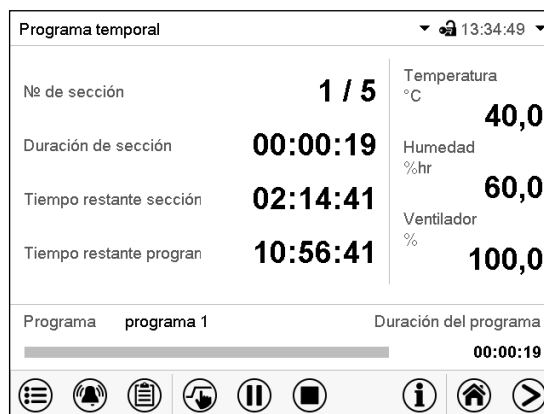 Programa temporal 13:34:49
Nº de sección 1 / 5
Duración de sección 00:00:19
Tiempo restante sección 02:14:41
Tiempo restante progran 10:56:41
Temperatura
°C
40,0
Humedad
%hr
60,0
Ventilador
%
100,0
Programa programa 1 Duración del programa
00:00:19